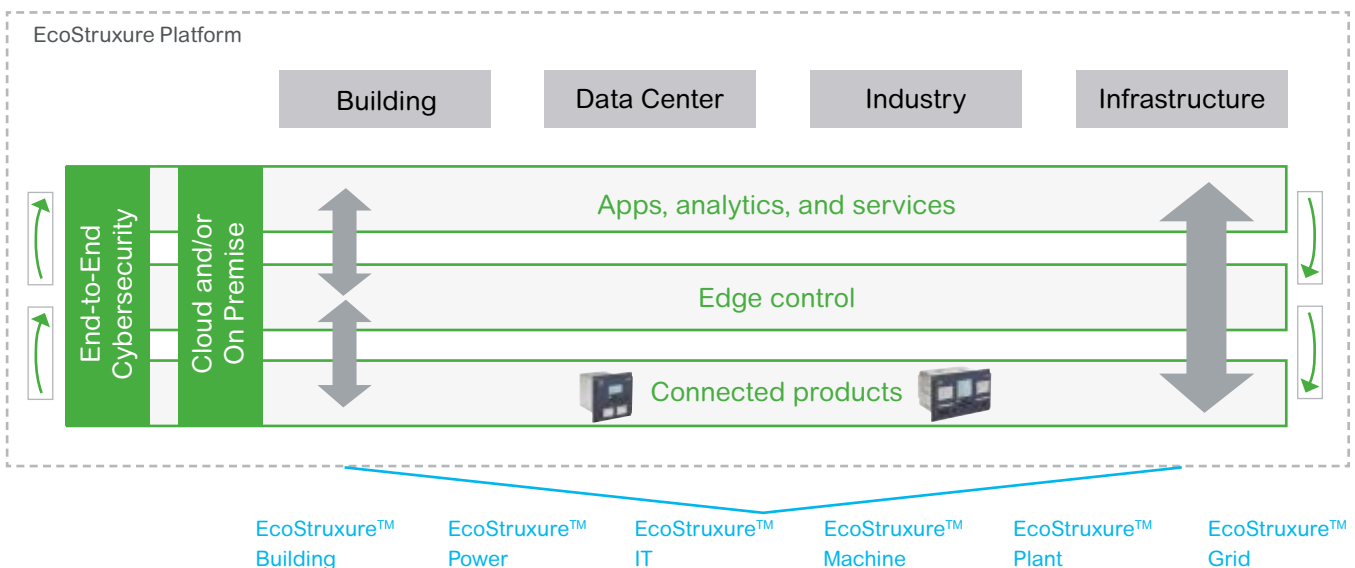 EcoStruxure Platform
Building
Data Center
Industry
Infrastructure
End-to-End
Cybersecurity
Cloud and/or
On Premise
Apps, analytics, and services
Edge control
Connected products
EcoStruxure™
Building
EcoStruxure™
Power
EcoStruxure™
IT
EcoStruxure™
Machine
EcoStruxure™
Plant
EcoStruxure™
Grid